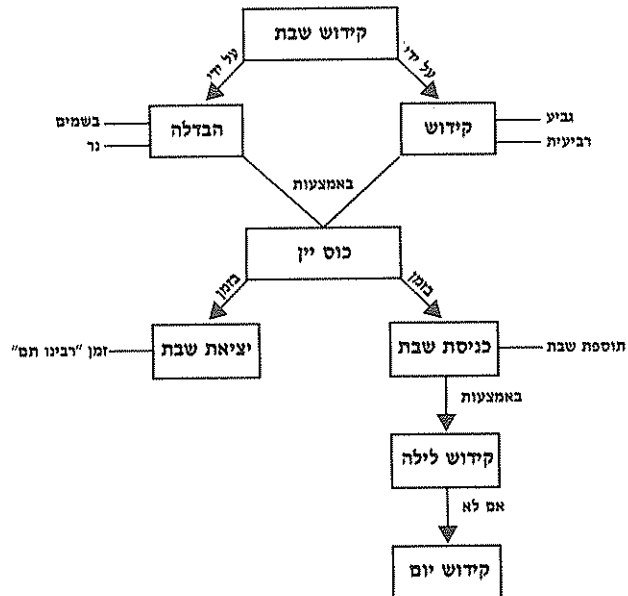 קידוש שבת
על ידי
על ידי
קידוש
גביע
רביעית
הבדלה
בשמים
נר
באמצעות
כוס יין
בזמן
בזמן
כניסת שבת
תוספת שבת
יציאת שבת
זמן "רבינו תם"
באמצעות
קידוש לילה
אם לא
קידוש יום